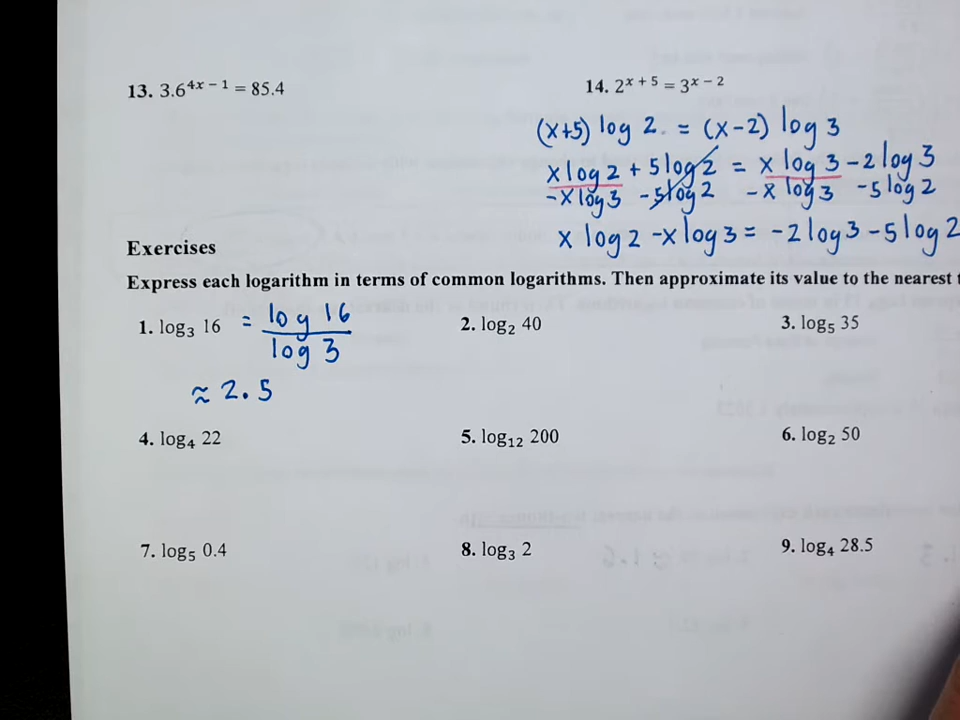 13. 3.6^(4x − 1) = 85.4
14. 2^(x + 5) = 3^(x − 2)
(x+5) log 2 = (x−2) log 3
x log 2 + 5 log 2 = x log 3 − 2 log 3
−x log 3 − 5 log 2 − x log 3 − 5 log 2
x log 2 − x log 3 = −2 log 3 − 5 log 2
Exercises
Express each logarithm in terms of common logarithms. Then approximate its value to the nearest
1. log₃ 16 = log 16 / log 3
≈ 2.5
2. log₂ 40
3. log₅ 35
4. log₄ 22
5. log₁₂ 200
6. log₂ 50
7. log₅ 0.4
8. log₃ 2
9. log₄ 28.5